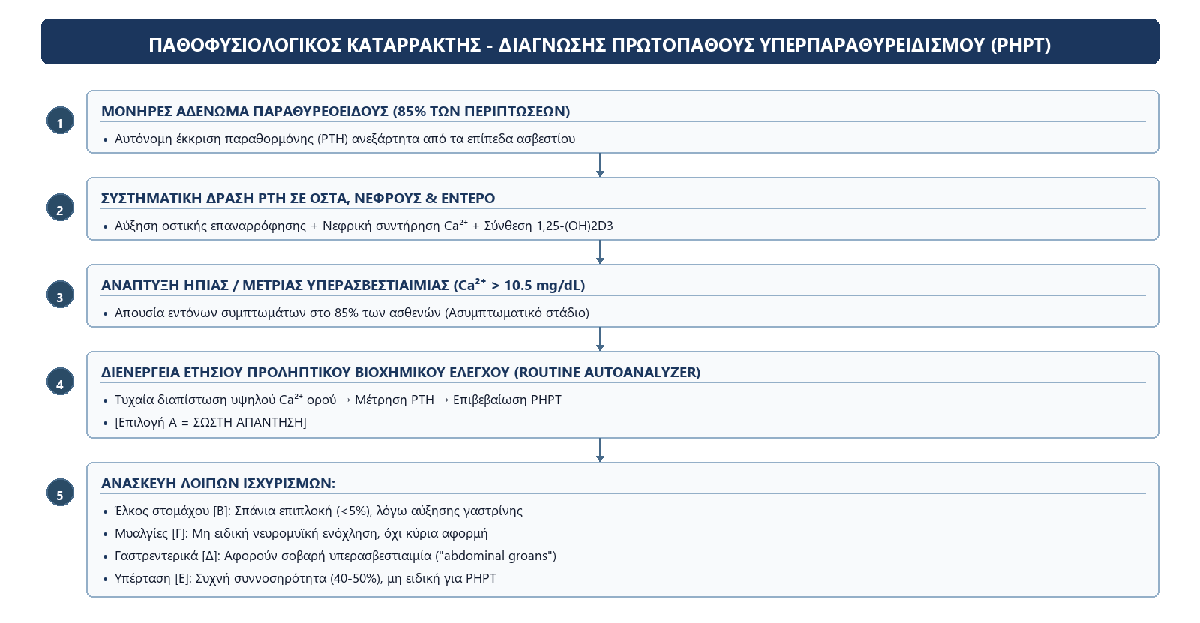 ΠΑΘΟΦΥΣΙΟΛΟΓΙΚΟΣ ΚΑΤΑΡΡΑΚΤΗΣ - ΔΙΑΓΝΩΣΗΣ ΠΡΩΤΟΠΑΘΟΥΣ ΥΠΕΡΠΑΡΑΘΥΡΕΙΔΙΣΜΟΥ (PHPT)
1
ΜΟΝΗΡΕΣ ΑΔΕΝΩΜΑ ΠΑΡΑΘΥΡΕΟΕΙΔΟΥΣ (85% ΤΩΝ ΠΕΡΙΠΤΩΣΕΩΝ)
• Αυτόνομη έκκριση παραθορμόνης (PTH) ανεξάρτητα από τα επίπεδα ασβεστίου
2
ΣΥΣΤΗΜΑΤΙΚΗ ΔΡΑΣΗ PTH ΣΕ ΟΣΤΑ, ΝΕΦΡΟΥΣ & ΕΝΤΕΡΟ
• Αύξηση οστικής επαναρρόφησης + Νεφρική συντήρηση Ca²⁺ + Σύνθεση 1,25-(OH)2D3
3
ΑΝΑΠΤΥΞΗ ΗΠΙΑΣ / ΜΕΤΡΙΑΣ ΥΠΕΡΑΣΒΕΣΤΙΑΙΜΙΑΣ (Ca²⁺ > 10.5 mg/dL)
• Απουσία εντόνων συμπτωμάτων στο 85% των ασθενών (Ασυμπτωματικό στάδιο)
4
ΔΙΕΝΕΡΓΕΙΑ ΕΤΗΣΙΟΥ ΠΡΟΛΗΠΤΙΚΟΥ ΒΙΟΧΗΜΙΚΟΥ ΕΛΕΓΧΟΥ (ROUTINE AUTOANALYZER)
• Τυχαία διαπίστωση υψηλού Ca²⁺ ορού → Μέτρηση PTH → Επιβεβαίωση PHPT
• [Επιλογή Α = ΣΩΣΤΗ ΑΠΑΝΤΗΣΗ]
5
ΑΝΑΣΚΕΥΗ ΛΟΙΠΩΝ ΙΣΧΥΡΙΣΜΩΝ:
• Έλκος στομάχου [Β]: Σπάνια επιπλοκή (<5%), λόγω αύξησης γαστρίνης
• Μυαλγίες [Γ]: Μη ειδική νευρομυϊκή ενόχληση, όχι κύρια αφορμή
• Γαστρεντερικά [Δ]: Αφορούν σοβαρή υπερασβεστιαιμία ("abdominal groans")
• Υπέρταση [Ε]: Συχνή συννοσηρότητα (40-50%), μη ειδική για PHPT